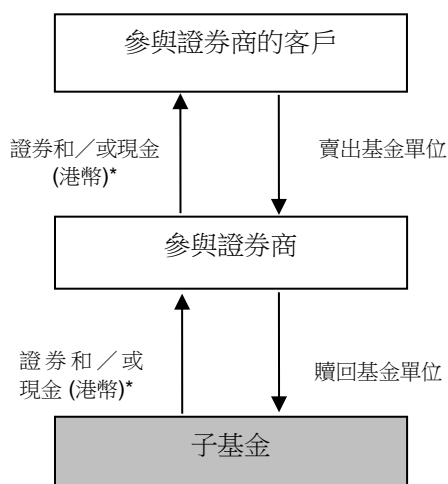 參與證券商的客戶
證券和／或現金
(港幣)*
賣出基金單位
參與證券商
證券和／或
現金 (港幣)*
贖回基金單位
子基金